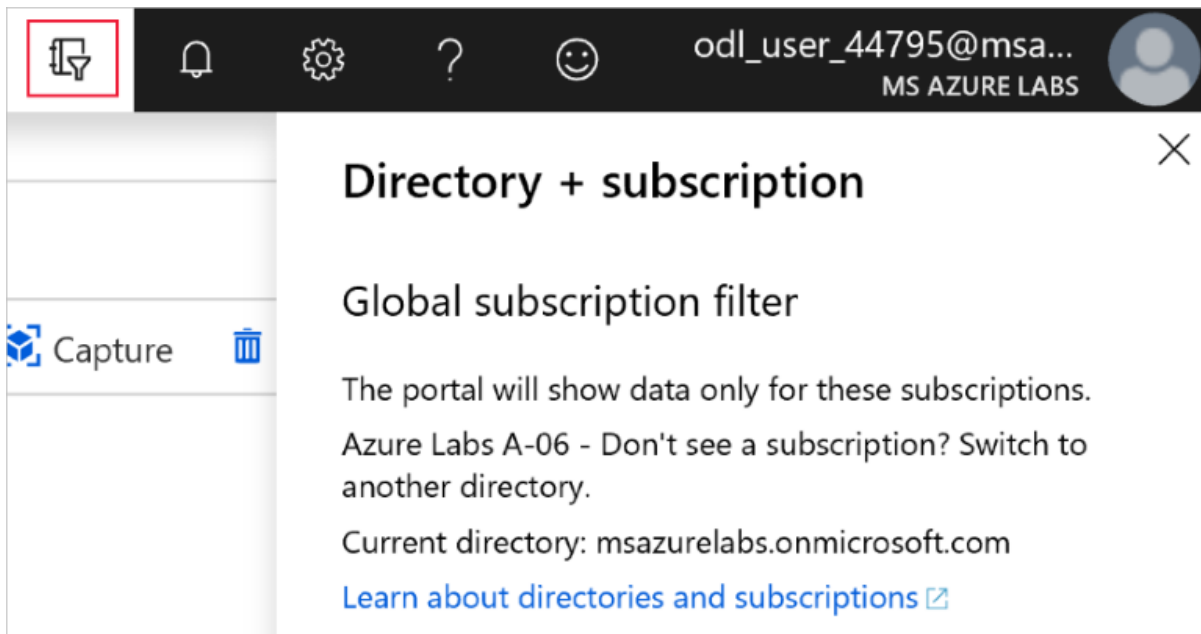 odl_user_44795@msa...
MS AZURE LABS
Directory + subscription
Global subscription filter
Capture
The portal will show data only for these subscriptions.
Azure Labs A-06 - Don't see a subscription? Switch to
another directory.
Current directory: msazurelabs.onmicrosoft.com
Learn about directories and subscriptions